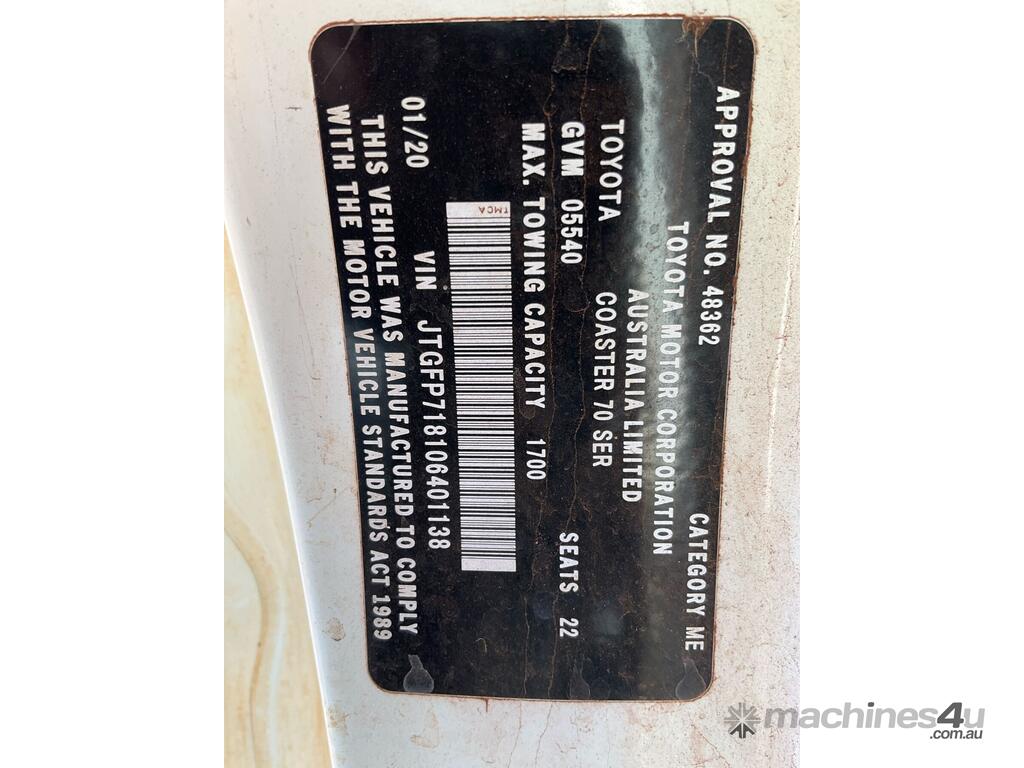 APPROVAL NO. 48362 CATEGORY ME
TOYOTA MOTOR CORPORATION
AUSTRALIA LIMITED
TOYOTA COASTER 70 SER
GVM 05540 SEATS 22
MAX. TOWING CAPACITY 1700
TMCA
VIN JTGFP718106401138
01/20
THIS VEHICLE WAS MANUFACTURED TO COMPLY
WITH THE MOTOR VEHICLE STANDARDS ACT 1989
machines4u
.com.au